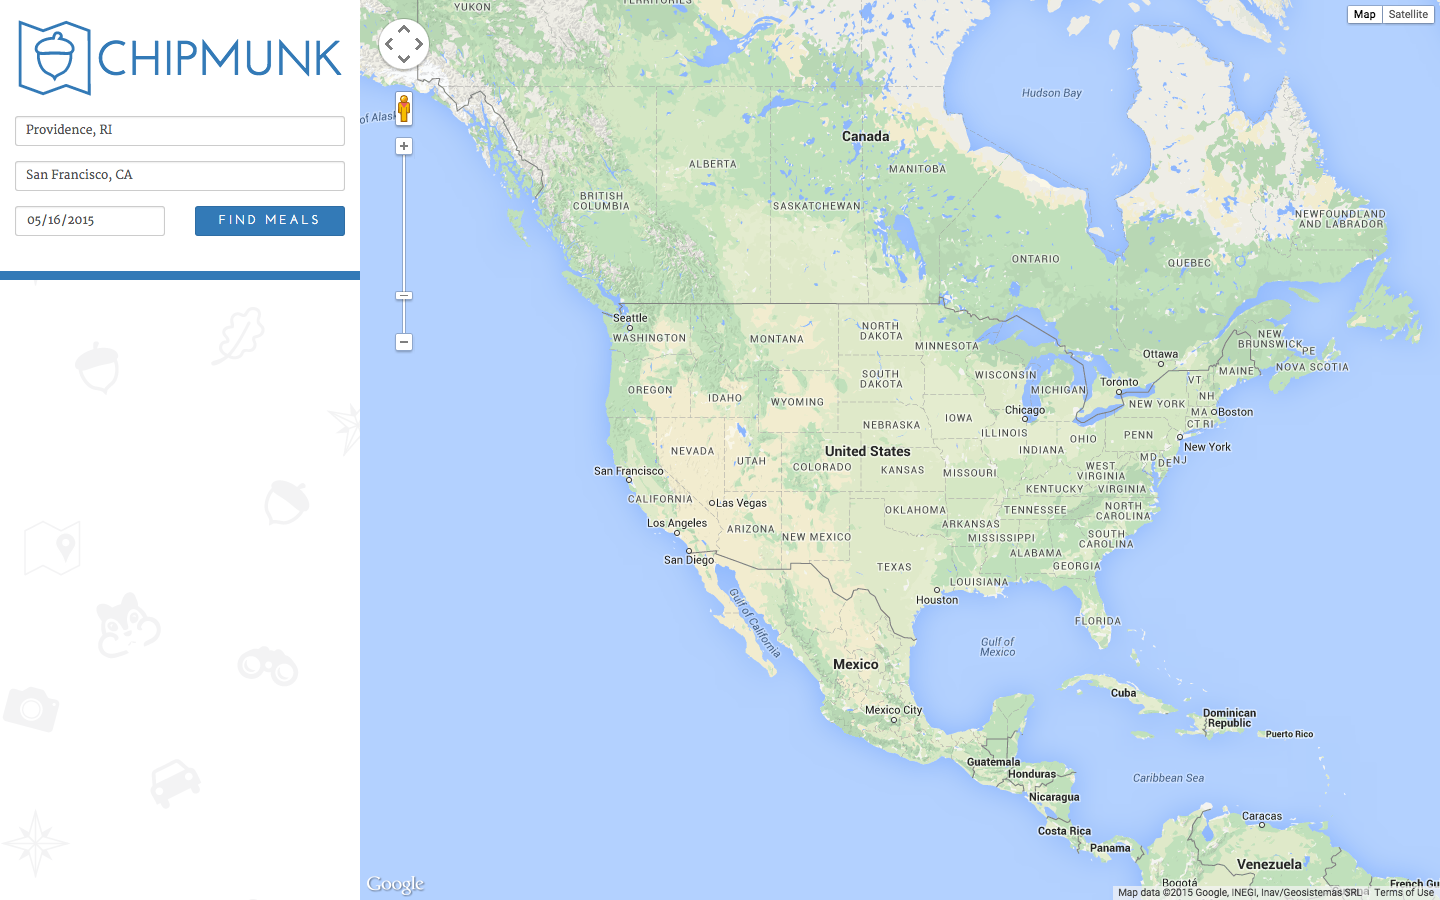 CHIPMUNK
Providence, RI
San Francisco, CA
05/16/2015
FIND MEALS
Map
Satellite
YUKON
TERRITORIES
Hudson Bay
of Alask
Canada
ALBERTA
MANITOBA
BRITISH
COLUMBIA
SASKATCHEWAN
NEWFOUNDLAND
AND LABRADOR
ONTARIO
QUEBEC
Seattle
WASHINGTON
MONTANA
NORTH
DAKOTA
MINNESOTA
NEW
BRUNSWICK
PE
NOVA SCOTIA
Ottawa
MAINE
OREGON
IDAHO
WYOMING
SOUTH
DAKOTA
WISCONSIN
MICHIGAN
Toronto
VT
NH
NEW YORK
MA
Boston
CT RI
Chicago
IOWA
NEBRASKA
ILLINOIS
INDIANA
OHIO
PENN
New York
NEVADA
UTAH
United States
COLORADO
KANSAS
MISSOURI
WEST
VIRGINIA
MD
DE
NJ
San Francisco
CALIFORNIA
Las Vegas
KENTUCKY
VIRGINIA
Los Angeles
ARIZONA
NEW MEXICO
OKLAHOMA
ARKANSAS
TENNESSEE
NORTH
CAROLINA
MISSISSIPPI
SOUTH
CAROLINA
San Diego
TEXAS
ALABAMA
GEORGIA
LOUISIANA
Houston
FLORIDA
Gulf of California
Gulf of
Mexico
Mexico
Mexico City
Cuba
Dominican
Republic
Puerto Rico
Guatemala
Honduras
Caribbean Sea
Nicaragua
Costa Rica
Caracas
Panama
Venezuela
Bogotá
French Gu
Google
Map data ©2015 Google, INEGI, Inav/Geosistemas SRL
Terms of Use